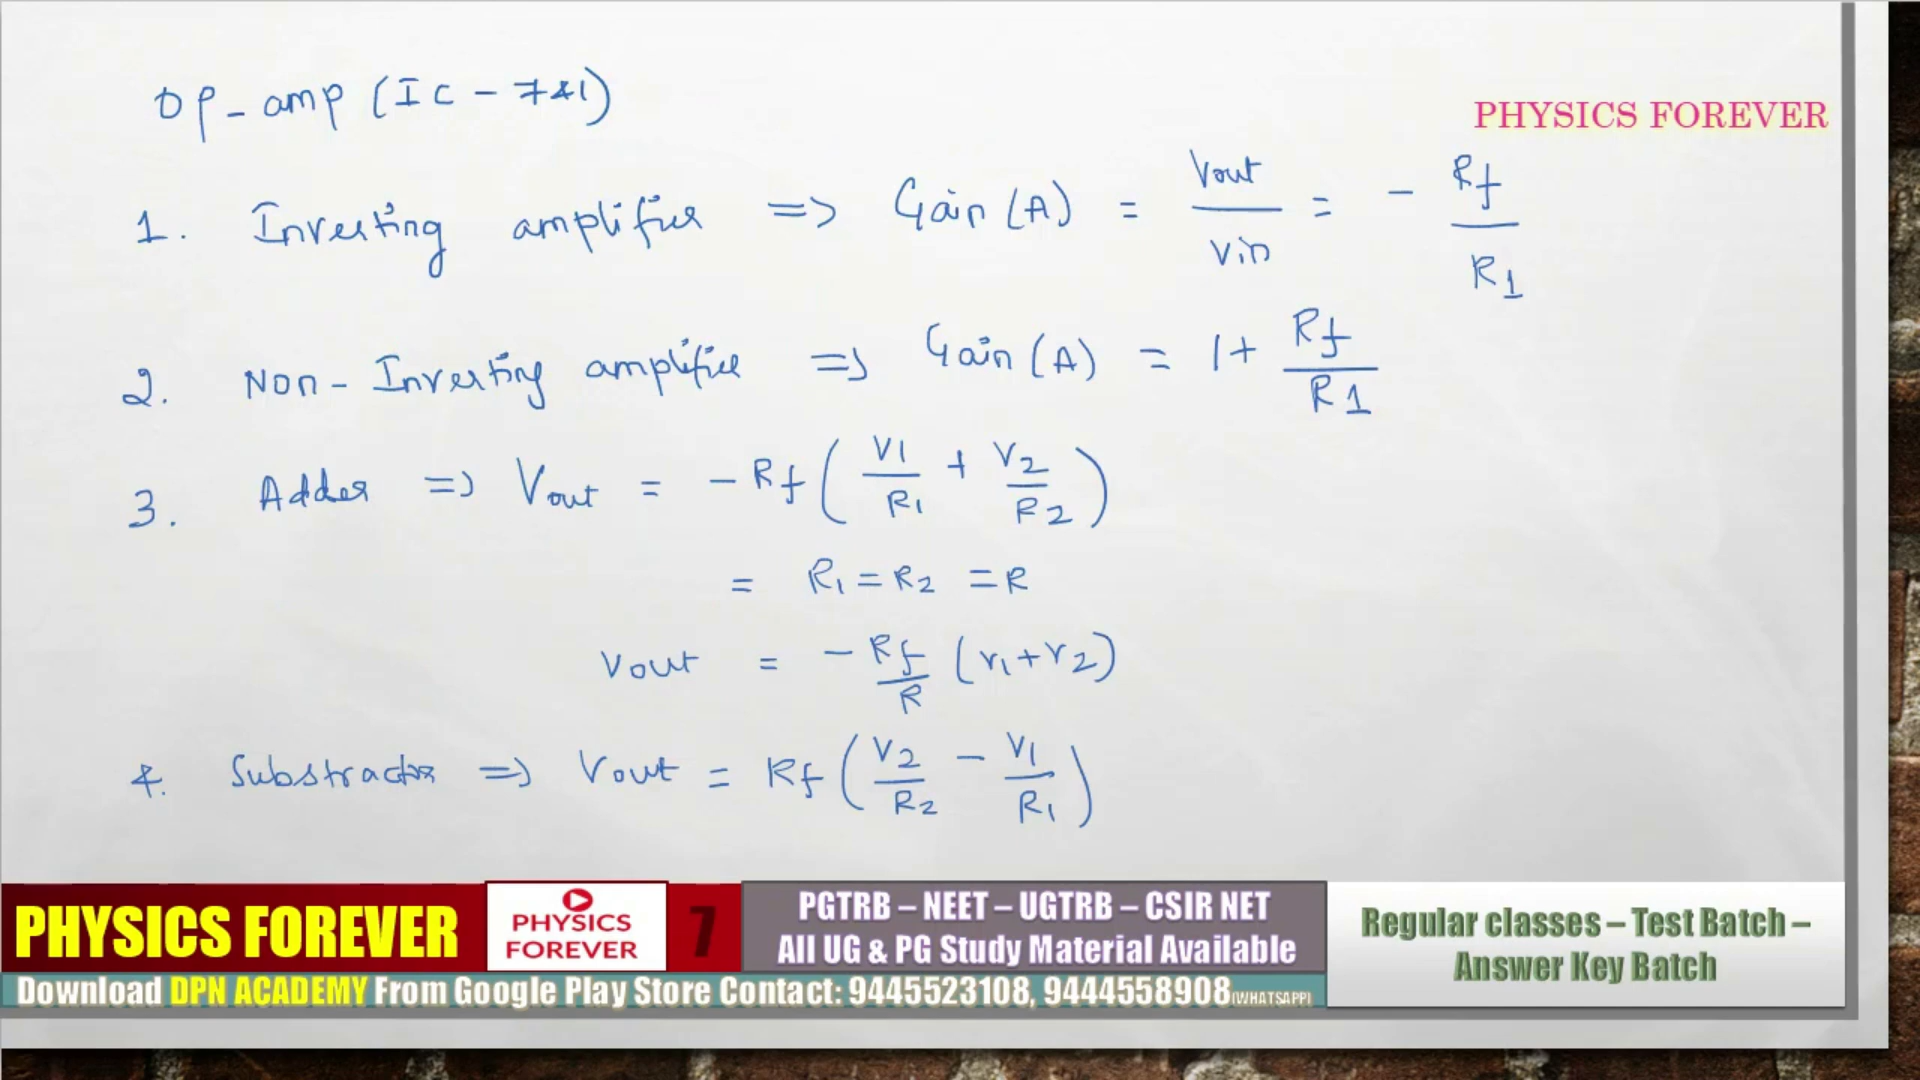 Op-amp (IC - 741)
PHYSICS FOREVER
1. Inverting amplifier => Gain (A) = Vout / Vin = - Rf / R1
2. Non-Inverting amplifier => Gain (A) = 1 + Rf / R1
3. Adder => Vout = -Rf ( V1 / R1 + V2 / R2 )
= R1 = R2 = R
Vout = - Rf / R (V1 + V2)
4. Substractor => Vout = Rf ( V2 / R2 - V1 / R1 )
PHYSICS FOREVER
PHYSICS
FOREVER
7
PGTRB – NEET – UGTRB – CSIR NET
All UG & PG Study Material Available
Regular classes – Test Batch –
Answer Key Batch
Download DPN ACADEMY From Google Play Store Contact: 9445523108, 9444558908 (WHATSAPP)